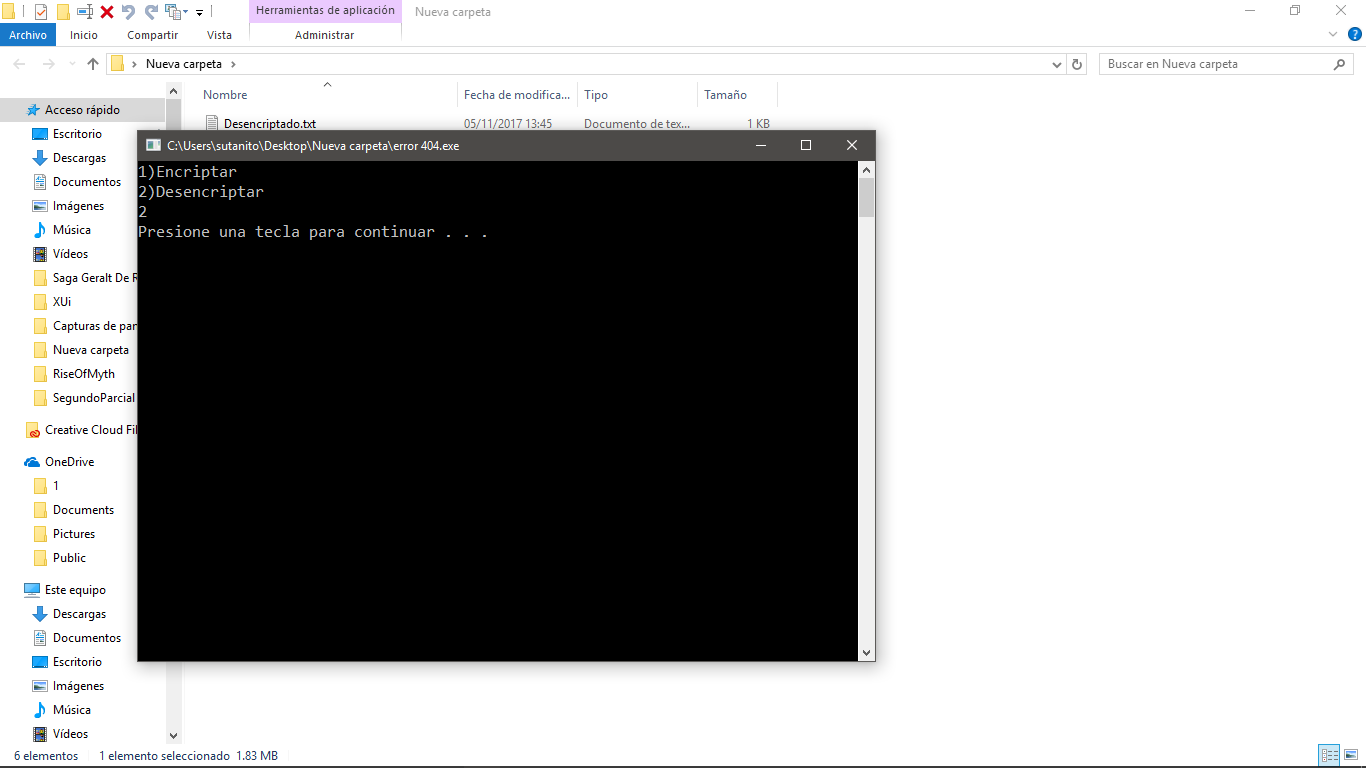 Herramientas de aplicación
Nueva carpeta
Archivo
Inicio
Compartir
Vista
Administrar
Nueva carpeta
Buscar en Nueva carpeta
Nombre
Fecha de modifica...
Tipo
Tamaño
Desencriptado.txt
05/11/2017 13:45
Documento de tex...
1 KB
Acceso rápido
Escritorio
Descargas
Documentos
Imágenes
Música
Vídeos
Saga Geralt De R
XUi
Capturas de pan
Nueva carpeta
RiseOfMyth
SegundoParcial
Creative Cloud Fil
OneDrive
1
Documents
Pictures
Public
Este equipo
Descargas
Documentos
Escritorio
Imágenes
Música
Vídeos
C:\Users\sutanito\Desktop\Nueva carpeta\error 404.exe
1)Encriptar
2)Desencriptar
2
Presione una tecla para continuar . . .
6 elementos
1 elemento seleccionado 1.83 MB